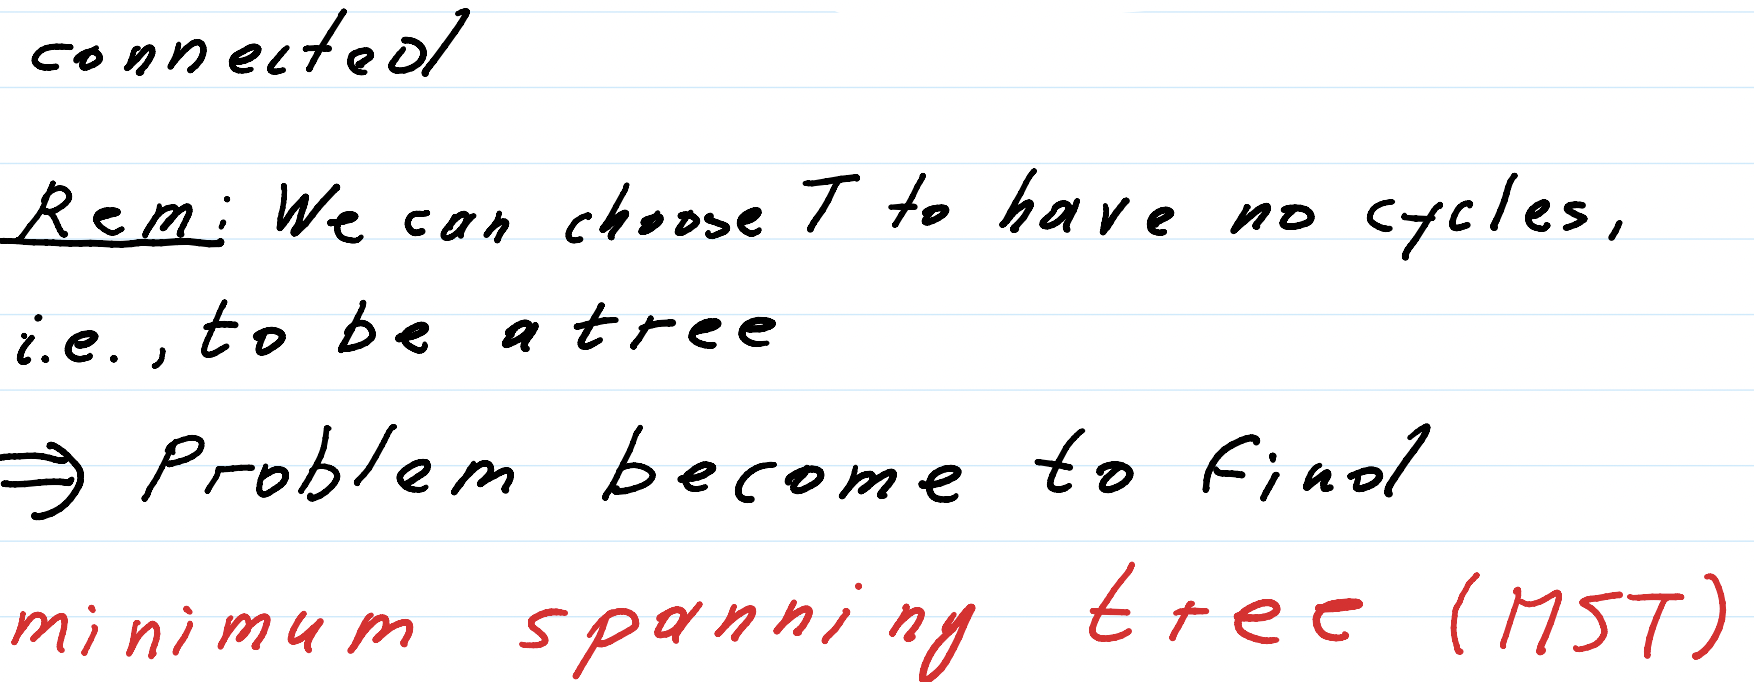 connected
Rem: We can choose T to have no cycles,
i.e., to be a tree
⇒ Problem become to find
minimum spanning tree (MST)